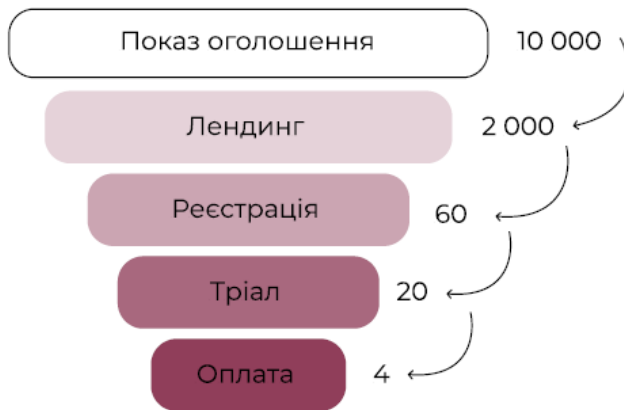 Показ оголошення 10 000
Лендинг 2 000
Реєстрація 60
Тріал 20
Оплата 4